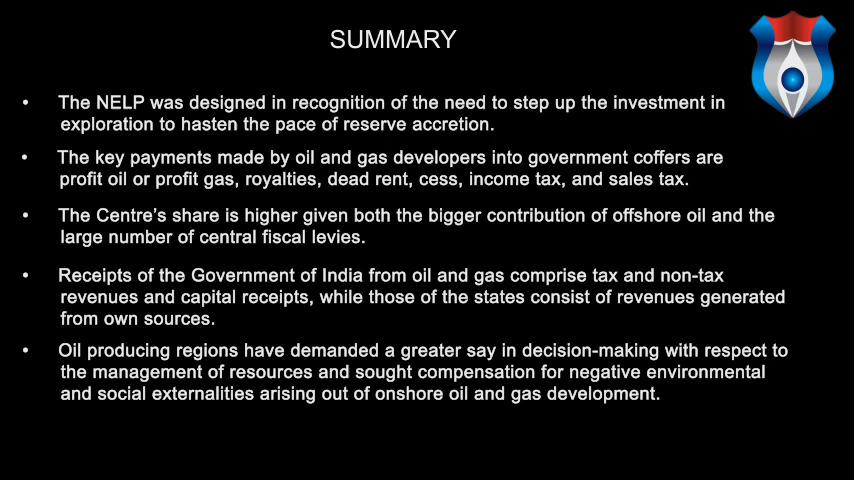 SUMMARY
• The NELP was designed in recognition of the need to step up the investment in
exploration to hasten the pace of reserve accretion.
• The key payments made by oil and gas developers into government coffers are
profit oil or profit gas, royalties, dead rent, cess, income tax, and sales tax.
• The Centre's share is higher given both the bigger contribution of offshore oil and the
large number of central fiscal levies.
• Receipts of the Government of India from oil and gas comprise tax and non-tax
revenues and capital receipts, while those of the states consist of revenues generated
from own sources.
• Oil producing regions have demanded a greater say in decision-making with respect to
the management of resources and sought compensation for negative environmental
and social externalities arising out of onshore oil and gas development.